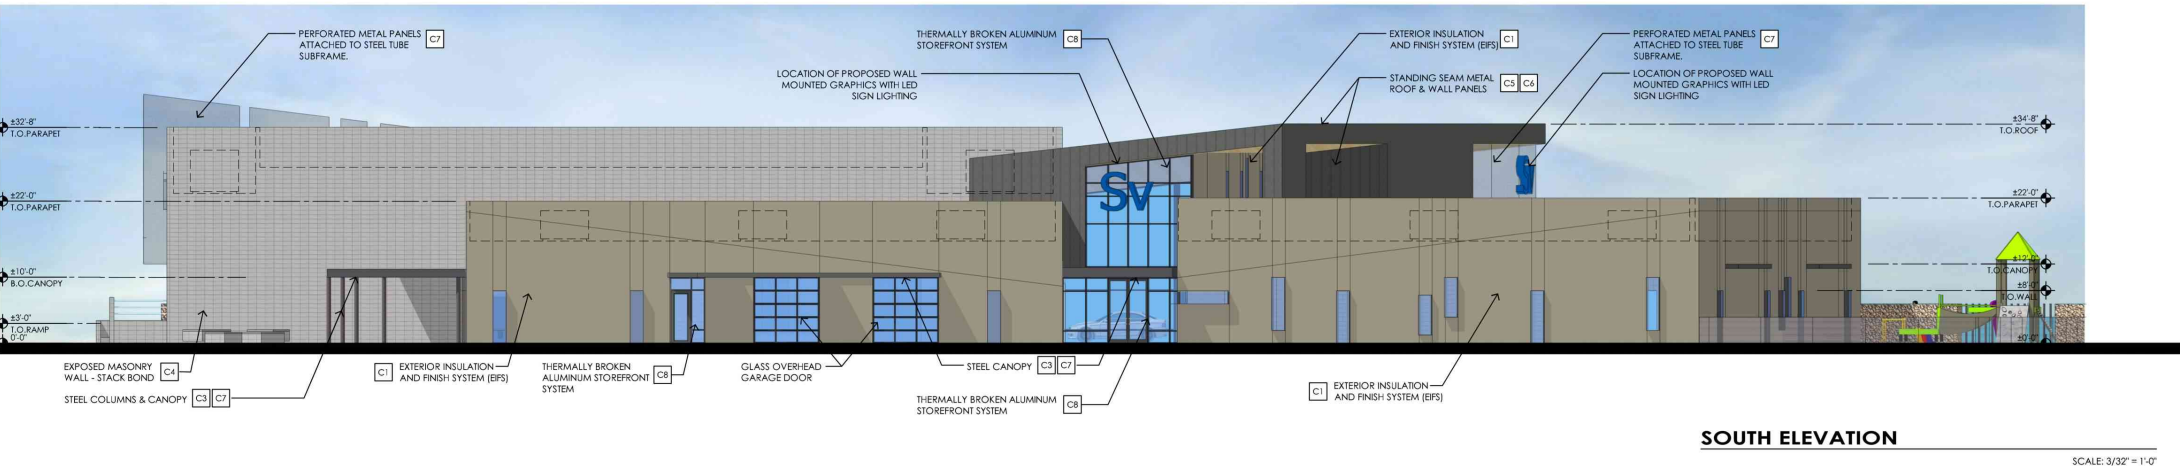 PERFORATED METAL PANELS C7
ATTACHED TO STEEL TUBE
SUBFRAME.
THERMALLY BROKEN ALUMINUM C8
STOREFRONT SYSTEM
EXTERIOR INSULATION C1
AND FINISH SYSTEM (EIFS)
PERFORATED METAL PANELS C7
ATTACHED TO STEEL TUBE
SUBFRAME.
LOCATION OF PROPOSED WALL
MOUNTED GRAPHICS WITH LED
SIGN LIGHTING
STANDING SEAM METAL C5 C6
ROOF & WALL PANELS
LOCATION OF PROPOSED WALL
MOUNTED GRAPHICS WITH LED
SIGN LIGHTING
±32'-8"
T.O.PARAPET
±34'-8"
T.O.ROOF
SV
SV
±22'-0"
T.O.PARAPET
±22'-0"
T.O.PARAPET
±10'-0"
B.O.CANOPY
±12'-0"
T.O.CANOPY
±8'-0"
T.O.WALL
±3'-0"
T.O.RAMP
0'-0"
±0'-0"
EXPOSED MASONRY
WALL - STACK BOND C4
STEEL COLUMNS & CANOPY C3 C7
C1 EXTERIOR INSULATION
AND FINISH SYSTEM (EIFS)
THERMALLY BROKEN
ALUMINUM STOREFRONT C8
SYSTEM
GLASS OVERHEAD
GARAGE DOOR
STEEL CANOPY C3 C7
THERMALLY BROKEN ALUMINUM C8
STOREFRONT SYSTEM
C1 EXTERIOR INSULATION
AND FINISH SYSTEM (EIFS)
SOUTH ELEVATION
SCALE: 3/32" = 1'-0"